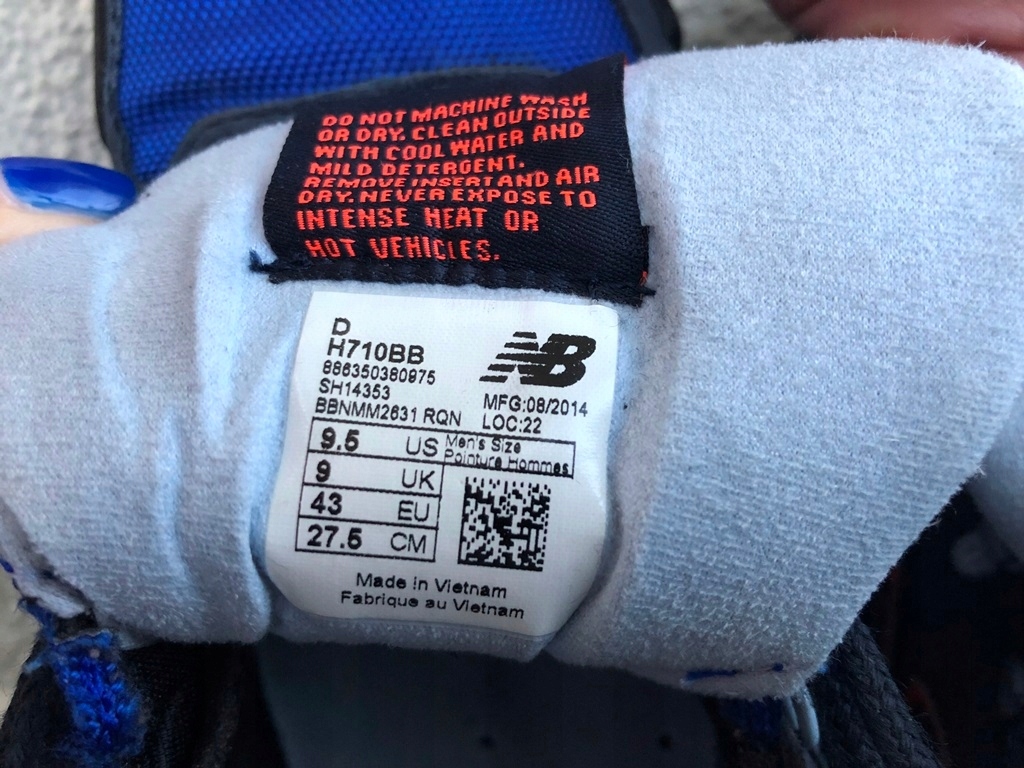 DO NOT MACHINE WASH
OR DRY. CLEAN OUTSIDE
WITH COOL WATER AND
MILD DETERGENT.
REMOVE INSERT AND AIR
DRY. NEVER EXPOSE TO
INTENSE HEAT OR
HOT VEHICLES.
D
H710BB
NB
886350380975
SH14353
MFG:08/2014
BBNMM2631 RQN
LOC:22
9.5 US Men's Size
Pointure Hommes
9 UK
43 EU
27.5 CM
Made in Vietnam
Fabrique au Vietnam